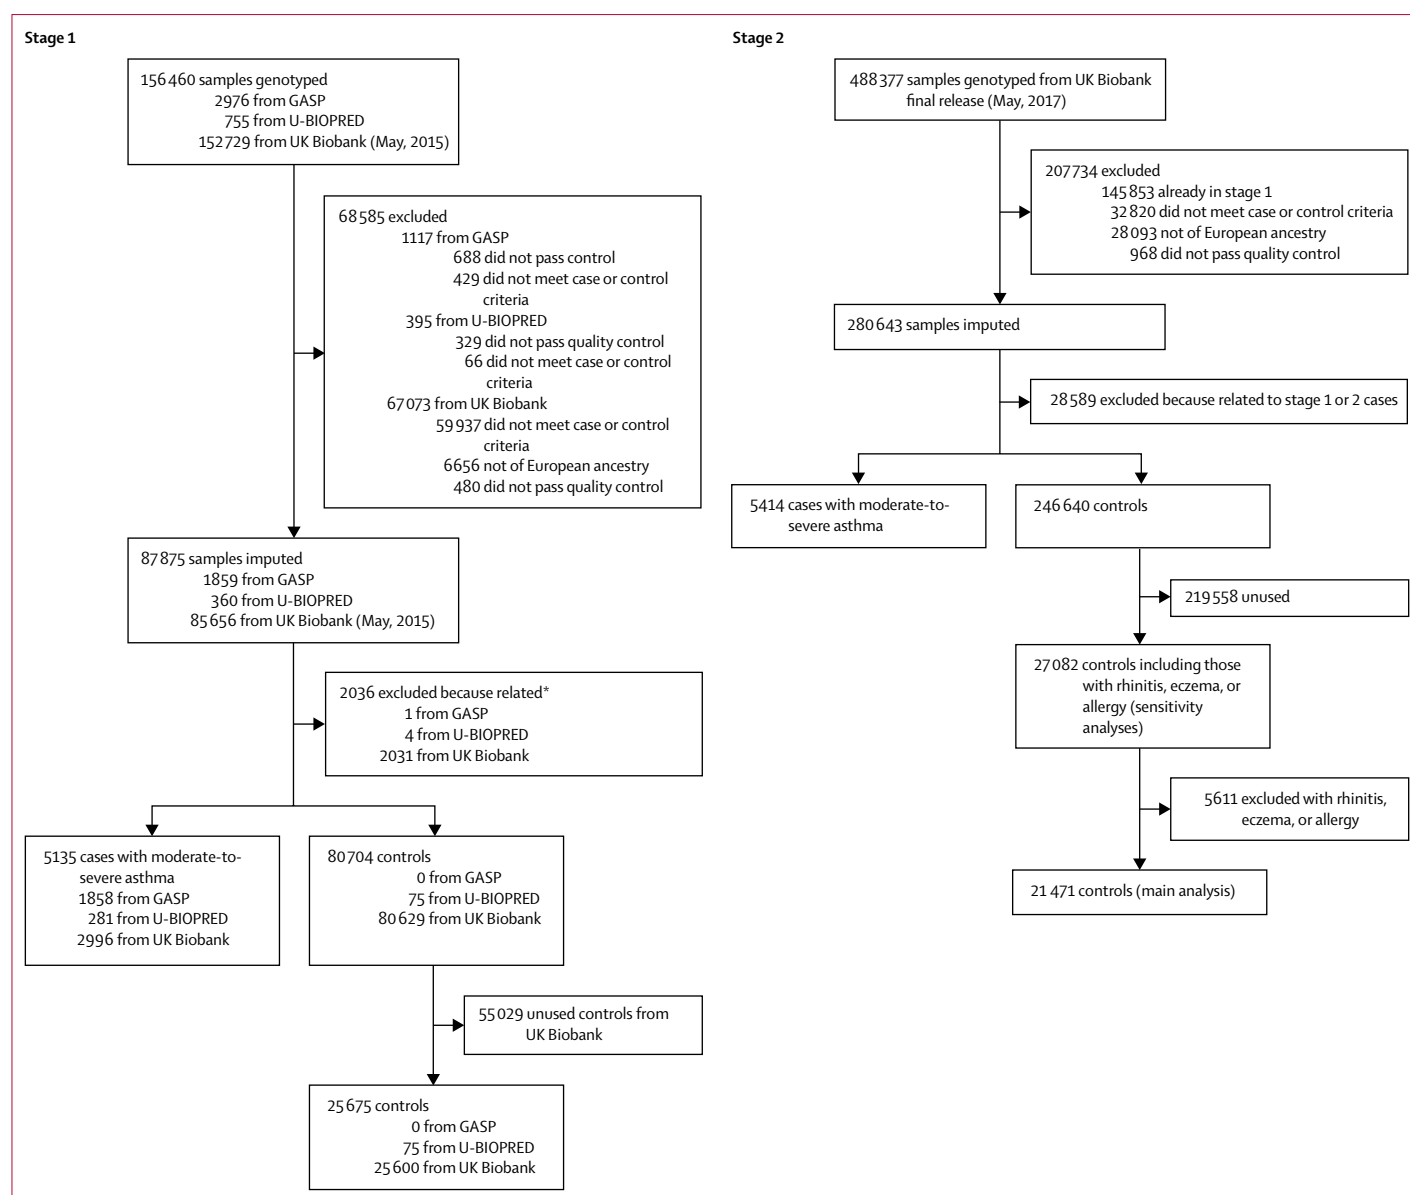 Stage 1
156 460 samples genotyped
2976 from GASP
755 from U-BIOPRED
152 729 from UK Biobank (May, 2015)
68 585 excluded
1117 from GASP
688 did not pass control
429 did not meet case or control
criteria
395 from U-BIOPRED
329 did not pass quality control
66 did not meet case or control
criteria
67 073 from UK Biobank
59 937 did not meet case or control
criteria
6656 not of European ancestry
480 did not pass quality control
87 875 samples imputed
1859 from GASP
360 from U-BIOPRED
85 656 from UK Biobank (May, 2015)
2036 excluded because related*
1 from GASP
4 from U-BIOPRED
2031 from UK Biobank
5135 cases with moderate-to-
severe asthma
1858 from GASP
281 from U-BIOPRED
2996 from UK Biobank
80 704 controls
0 from GASP
75 from U-BIOPRED
80 629 from UK Biobank
55 029 unused controls from
UK Biobank
25 675 controls
0 from GASP
75 from U-BIOPRED
25 600 from UK Biobank
Stage 2
488 377 samples genotyped from UK Biobank
final release (May, 2017)
207 734 excluded
145 853 already in stage 1
32 820 did not meet case or control criteria
28 093 not of European ancestry
968 did not pass quality control
280 643 samples imputed
28 589 excluded because related to stage 1 or 2 cases
5414 cases with moderate-to-
severe asthma
246 640 controls
219 558 unused
27 082 controls including those
with rhinitis, eczema, or
allergy (sensitivity
analyses)
5611 excluded with rhinitis,
eczema, or allergy
21 471 controls (main analysis)